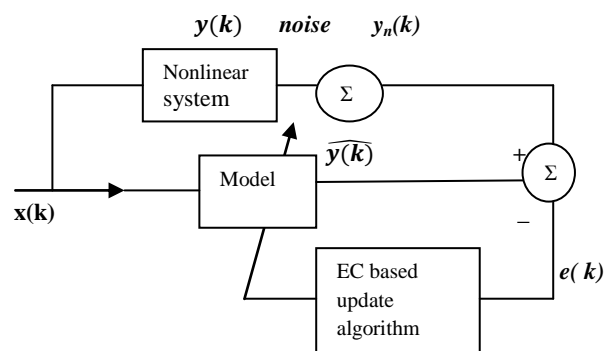 y(k) noise yₙ(k)
Nonlinear
system
Σ
ŷ(k)
+
Σ
Model
x(k)
−
EC based
update
algorithm
e( k)